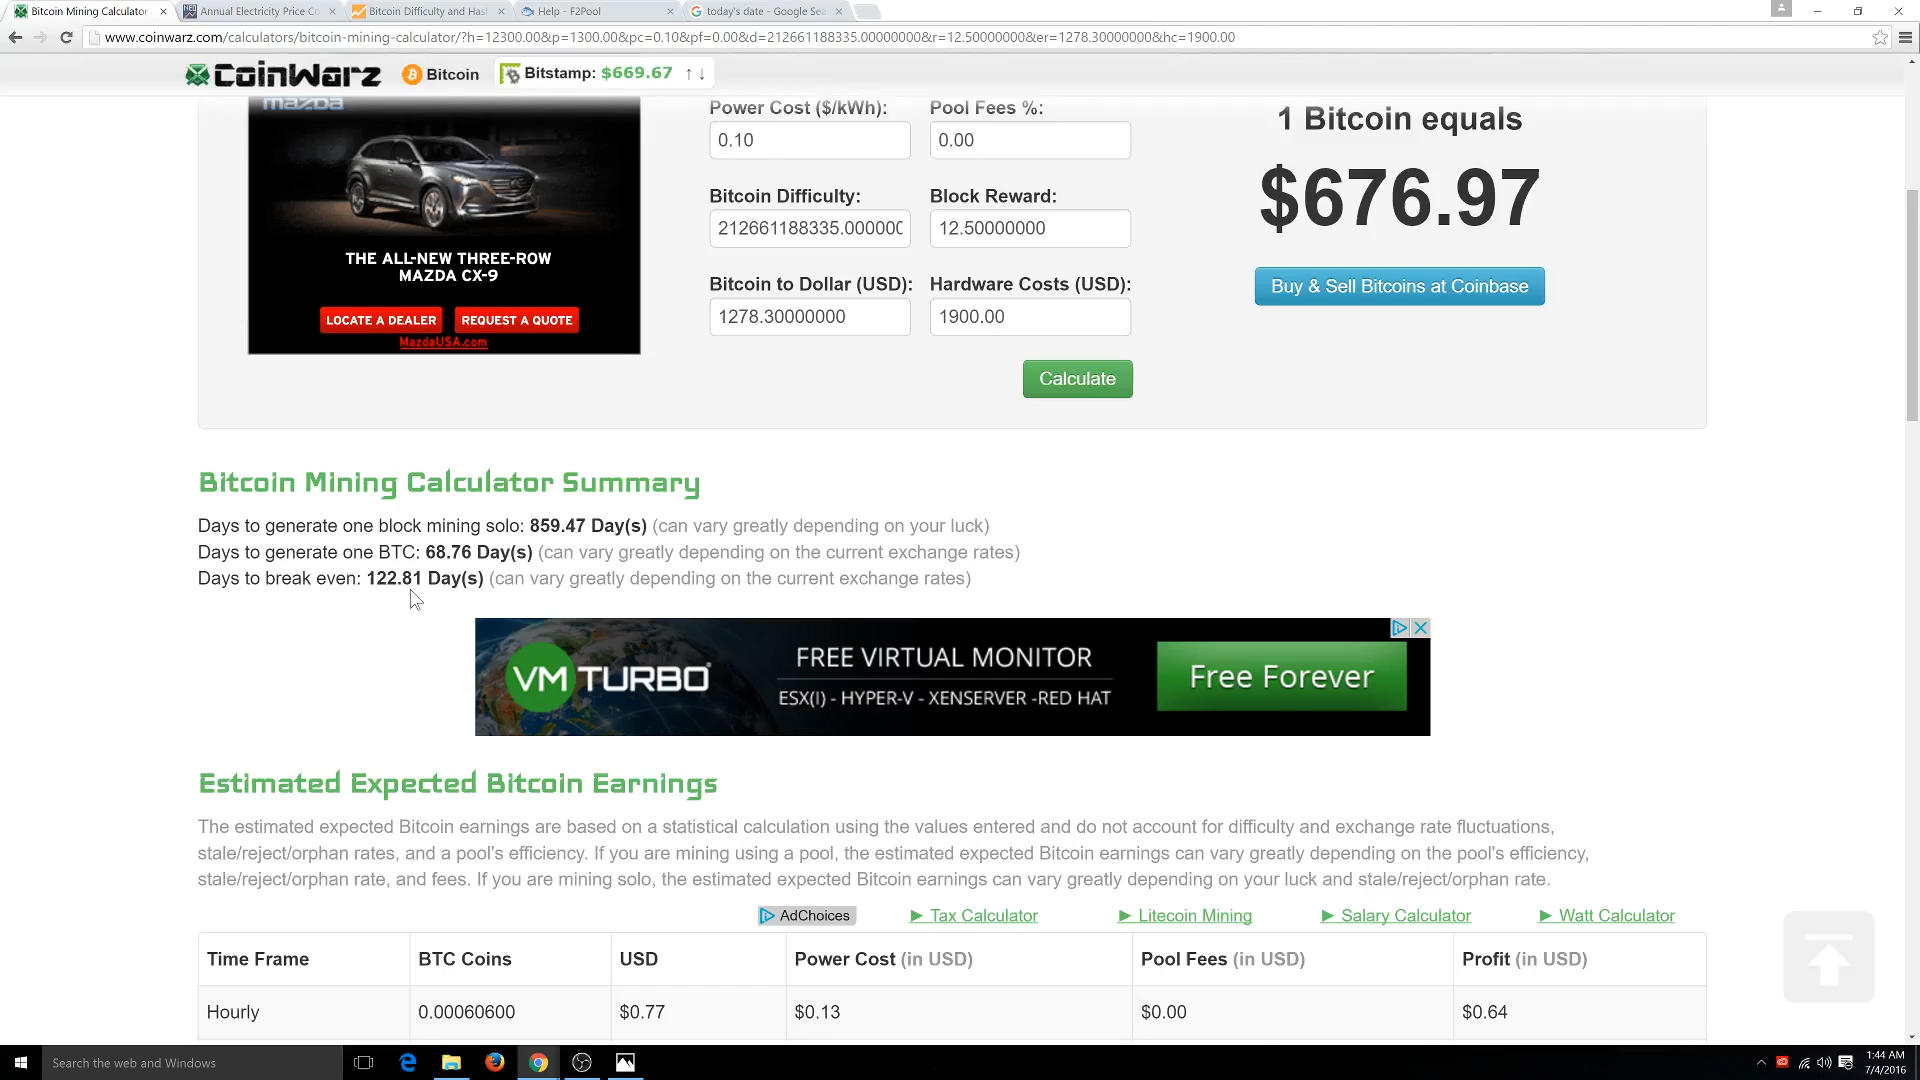 Bitcoin Mining Calculator
Annual Electricity Price Co
Bitcoin Difficulty and Hash
Help - F2Pool
today's date - Google Sea
www.coinwarz.com/calculators/bitcoin-mining-calculator/?h=12300.00&p=1300.00&pc=0.10&pf=0.00&d=212661188335.00000000&r=12.50000000&er=1278.30000000&hc=1900.00
CoinWarz
Bitcoin
Bitstamp: $669.67 ↑ ↓
mazda
THE ALL-NEW THREE-ROW
MAZDA CX-9
LOCATE A DEALER
REQUEST A QUOTE
MazdaUSA.com
Power Cost ($/kWh):
Pool Fees %:
0.10
0.00
Bitcoin Difficulty:
Block Reward:
212661188335.0000000
12.50000000
Bitcoin to Dollar (USD):
Hardware Costs (USD):
1278.30000000
1900.00
Calculate
1 Bitcoin equals
$676.97
Buy & Sell Bitcoins at Coinbase
Bitcoin Mining Calculator Summary
Days to generate one block mining solo: 859.47 Day(s) (can vary greatly depending on your luck)
Days to generate one BTC: 68.76 Day(s) (can vary greatly depending on the current exchange rates)
Days to break even: 122.81 Day(s) (can vary greatly depending on the current exchange rates)
VMTURBO
FREE VIRTUAL MONITOR
ESX(I) - HYPER-V - XENSERVER -RED HAT
Free Forever
Estimated Expected Bitcoin Earnings
The estimated expected Bitcoin earnings are based on a statistical calculation using the values entered and do not account for difficulty and exchange rate fluctuations,
stale/reject/orphan rates, and a pool's efficiency. If you are mining using a pool, the estimated expected Bitcoin earnings can vary greatly depending on the pool's efficiency,
stale/reject/orphan rate, and fees. If you are mining solo, the estimated expected Bitcoin earnings can vary greatly depending on your luck and stale/reject/orphan rate.
AdChoices
► Tax Calculator
► Litecoin Mining
► Salary Calculator
► Watt Calculator
Time Frame
BTC Coins
USD
Power Cost (in USD)
Pool Fees (in USD)
Profit (in USD)
Hourly
0.00060600
$0.77
$0.13
$0.00
$0.64
Search the web and Windows
1:44 AM
7/4/2016